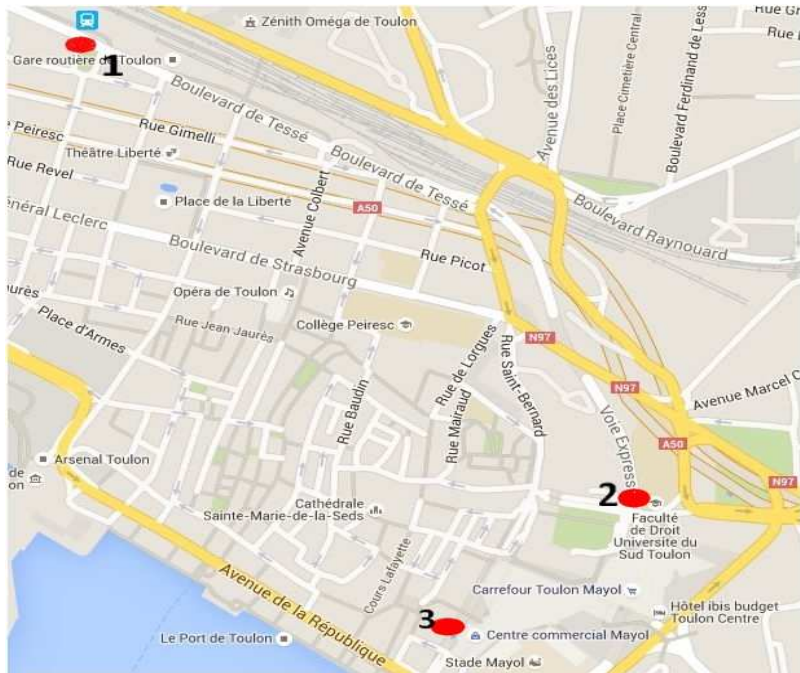 Zénith Oméga de Toulon
Gare routière de Toulon
1
Boulevard de Tessé
Rue Gimelli
Peiresc
Théâtre Liberté
Rue Revel
Place de la Liberté
Général Leclerc
Avenue Colbert
A50
Boulevard de Tessé
Avenue des Lices
Place Cimetière Central
Boulevard Ferdinand de Less
Rue Gr
Rue
Boulevard Raynouard
Boulevard de Strasbourg
Rue Picot
Opéra de Toulon
Rue Jean Jaurès
aurès
Place d'Armes
Collège Peiresc
Rue de Lorgues
Rue Saint-Bernard
N97
N97
Avenue Marcel C
Rue Baudin
Rue Mairaud
Voie Express
A50
N97
Arsenal Toulon
de
on
Cathédrale
Sainte-Marie-de-la-Seds
2
Faculté
de Droit
Universite du
Sud Toulon
Avenue de la République
Cours Lafayette
Carrefour Toulon Mayol
Hôtel ibis budget
Toulon Centre
3
Centre commercial Mayol
Le Port de Toulon
Stade Mayol